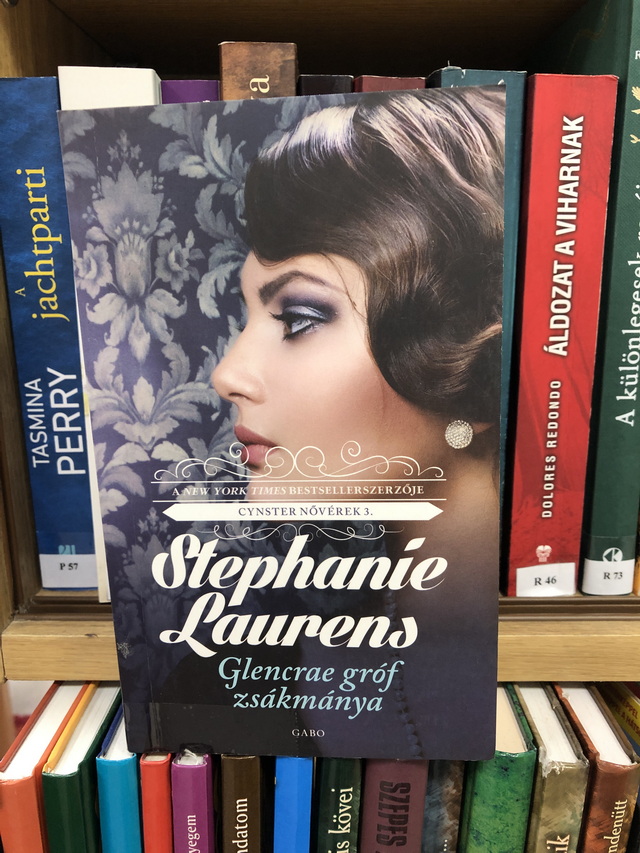 A NEW YORK TIMES BESTSELLERSZERZŐJE
CYNSTER NŐVÉREK 3.
Stephanie
Laurens
Glencrae gróf
zsákmánya
GABO
A jachtparti
TASMINA
PERRY
P 57
ÁLDOZAT A VIHARNAK
DOLORES REDONDO
R 46
A különlegesek
R 73
SZEPES